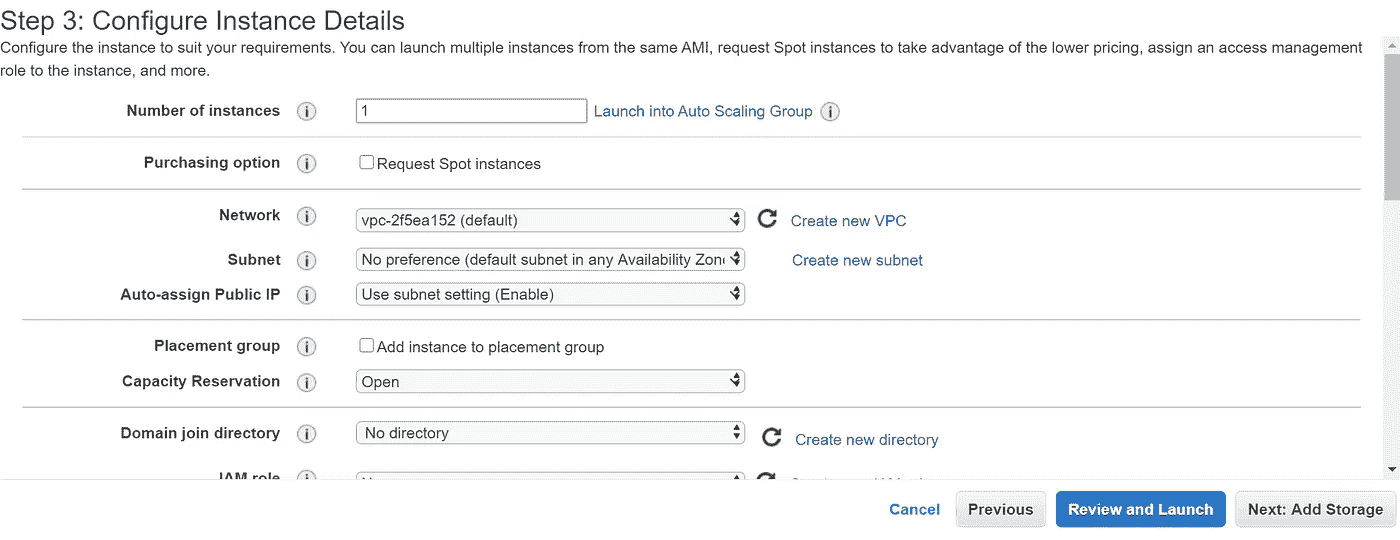 Step 3: Configure Instance Details
Configure the instance to suit your requirements. You can launch multiple instances from the same AMI, request Spot instances to take advantage of the lower pricing, assign an access management
role to the instance, and more.
Number of instances i 1 Launch into Auto Scaling Group i
Purchasing option i Request Spot instances
Network i vpc-2f5ea152 (default) Create new VPC
Subnet i No preference (default subnet in any Availability Zon Create new subnet
Auto-assign Public IP i Use subnet setting (Enable)
Placement group i Add instance to placement group
Capacity Reservation i Open
Domain join directory i No directory Create new directory
IAM role i
Cancel Previous Review and Launch Next: Add Storage